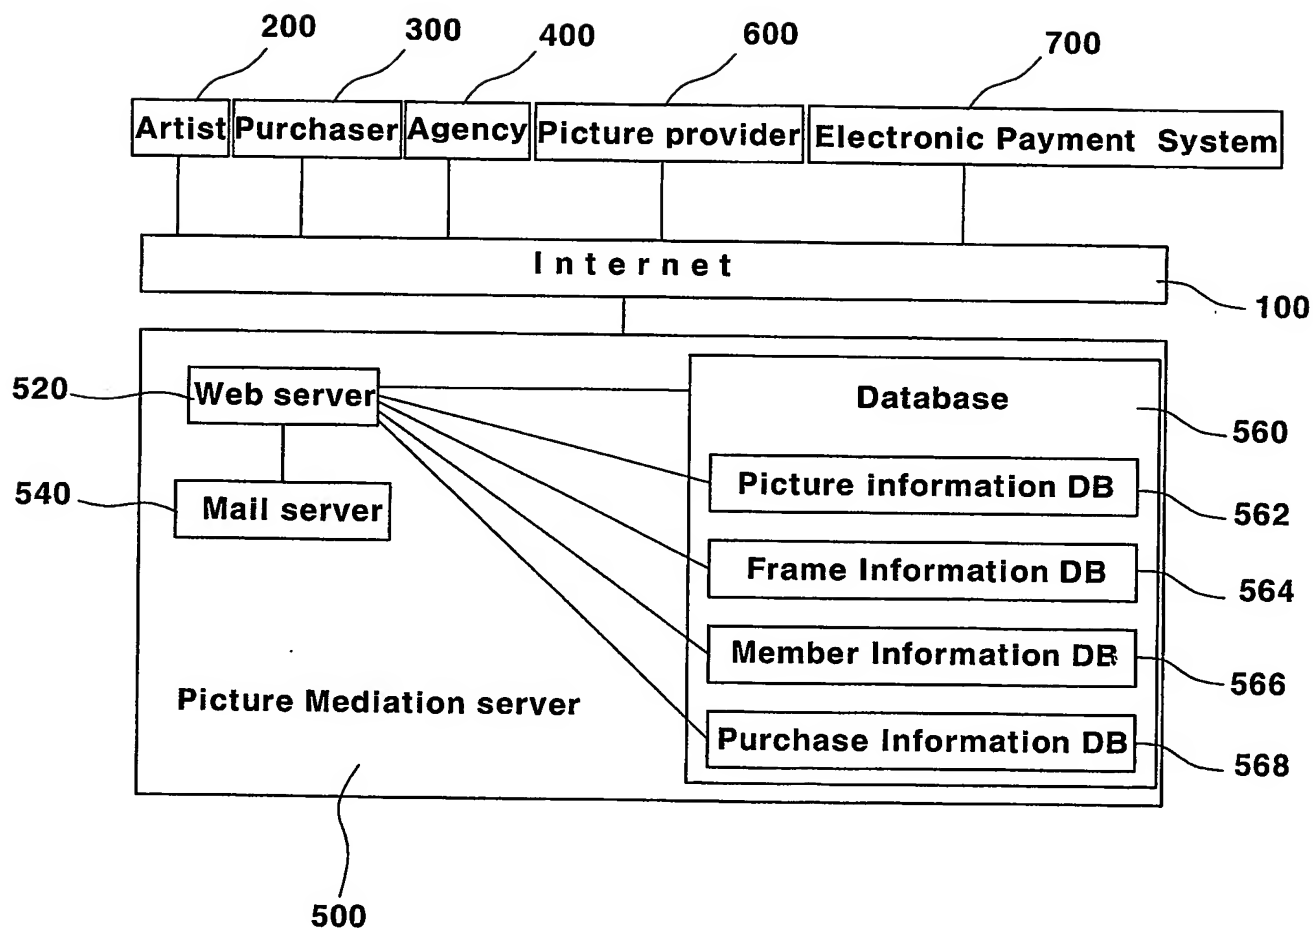 200
300
400
600
700
Artist
Purchaser
Agency
Picture provider
Electronic Payment System
Internet
100
520
Web server
Database
560
540
Mail server
Picture information DB
562
Frame Information DB
564
Member Information DB
566
Picture Mediation server
Purchase Information DB
568
500